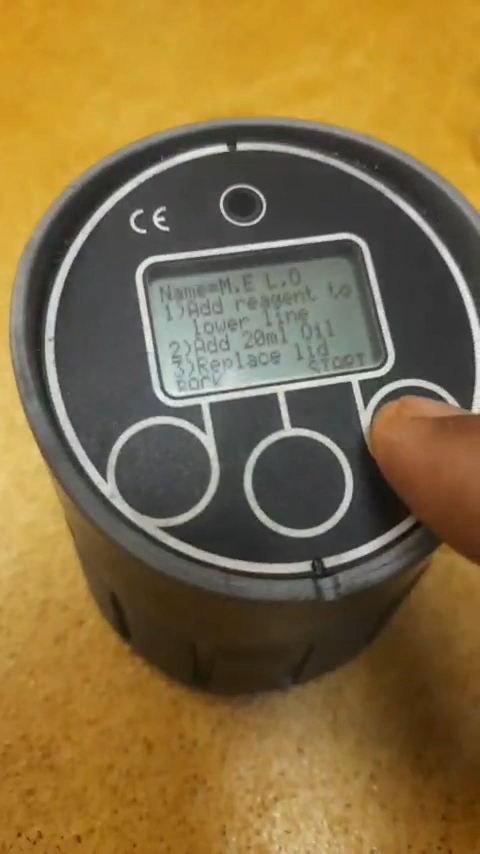 CE
Name=M.E L.O
1)Add reagent to
lower line
2)Add 20ml Oil
3)Replace lid
BACK START